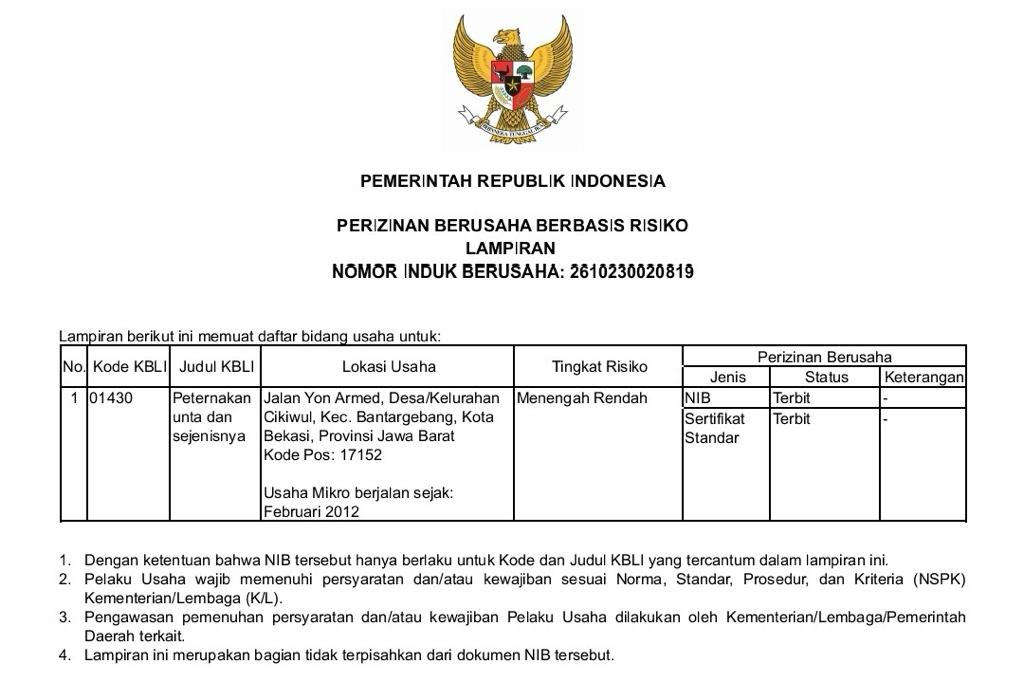 BHINNEKA TUNGGAL IKA
PEMERINTAH REPUBLIK INDONESIA
PERIZINAN BERUSAHA BERBASIS RISIKO
LAMPIRAN
NOMOR INDUK BERUSAHA: 2610230020819
Lampiran berikut ini memuat daftar bidang usaha untuk:
No. Kode KBLI Judul KBLI Lokasi Usaha Tingkat Risiko Perizinan Berusaha
Jenis Status Keterangan
1 01430 Peternakan Jalan Yon Armed, Desa/Kelurahan Menengah Rendah NIB Terbit -
unta dan Cikiwul, Kec. Bantargebang, Kota Sertifikat Terbit -
sejenisnya Bekasi, Provinsi Jawa Barat Standar
Kode Pos: 17152
Usaha Mikro berjalan sejak:
Februari 2012
1. Dengan ketentuan bahwa NIB tersebut hanya berlaku untuk Kode dan Judul KBLI yang tercantum dalam lampiran ini.
2. Pelaku Usaha wajib memenuhi persyaratan dan/atau kewajiban sesuai Norma, Standar, Prosedur, dan Kriteria (NSPK)
Kementerian/Lembaga (K/L).
3. Pengawasan pemenuhan persyaratan dan/atau kewajiban Pelaku Usaha dilakukan oleh Kementerian/Lembaga/Pemerintah
Daerah terkait.
4. Lampiran ini merupakan bagian tidak terpisahkan dari dokumen NIB tersebut.